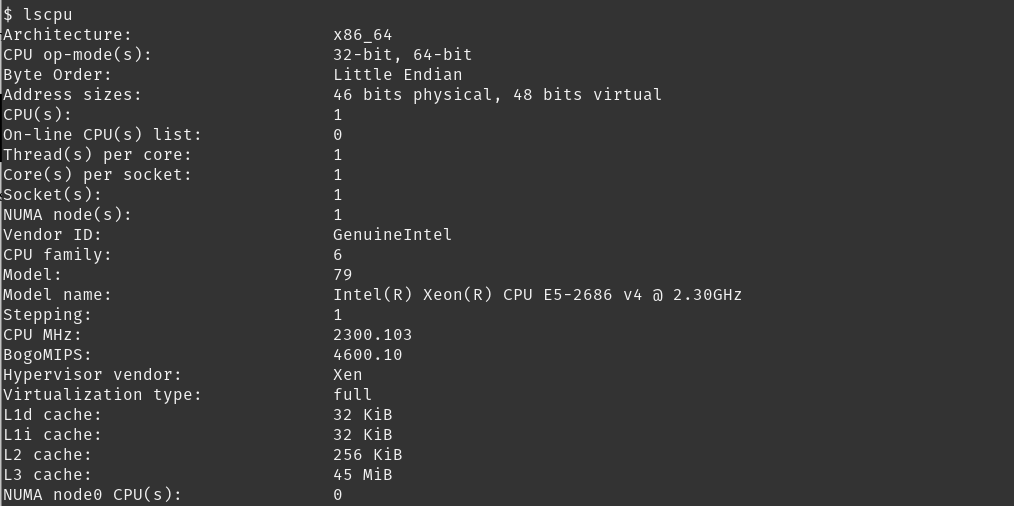 $ lscpu
Architecture:                    x86_64
CPU op-mode(s):                  32-bit, 64-bit
Byte Order:                      Little Endian
Address sizes:                   46 bits physical, 48 bits virtual
CPU(s):                          1
On-line CPU(s) list:             0
Thread(s) per core:              1
Core(s) per socket:              1
Socket(s):                       1
NUMA node(s):                    1
Vendor ID:                       GenuineIntel
CPU family:                      6
Model:                           79
Model name:                      Intel(R) Xeon(R) CPU E5-2686 v4 @ 2.30GHz
Stepping:                        1
CPU MHz:                         2300.103
BogoMIPS:                        4600.10
Hypervisor vendor:               Xen
Virtualization type:             full
L1d cache:                       32 KiB
L1i cache:                       32 KiB
L2 cache:                        256 KiB
L3 cache:                        45 MiB
NUMA node0 CPU(s):               0